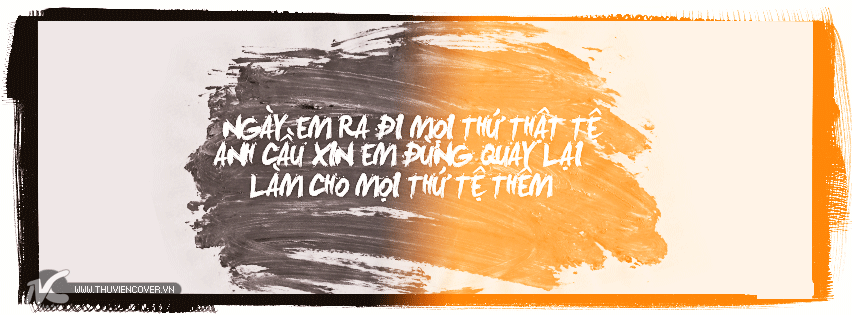 NGÀY EM RA ĐI MỌI THỨ THẬT TỆ
ANH CẦU XIN EM ĐỪNG QUAY LẠI
LÀM CHO MỌI THỨ TỆ THÊM
WWW.THUVIENCOVER.VN